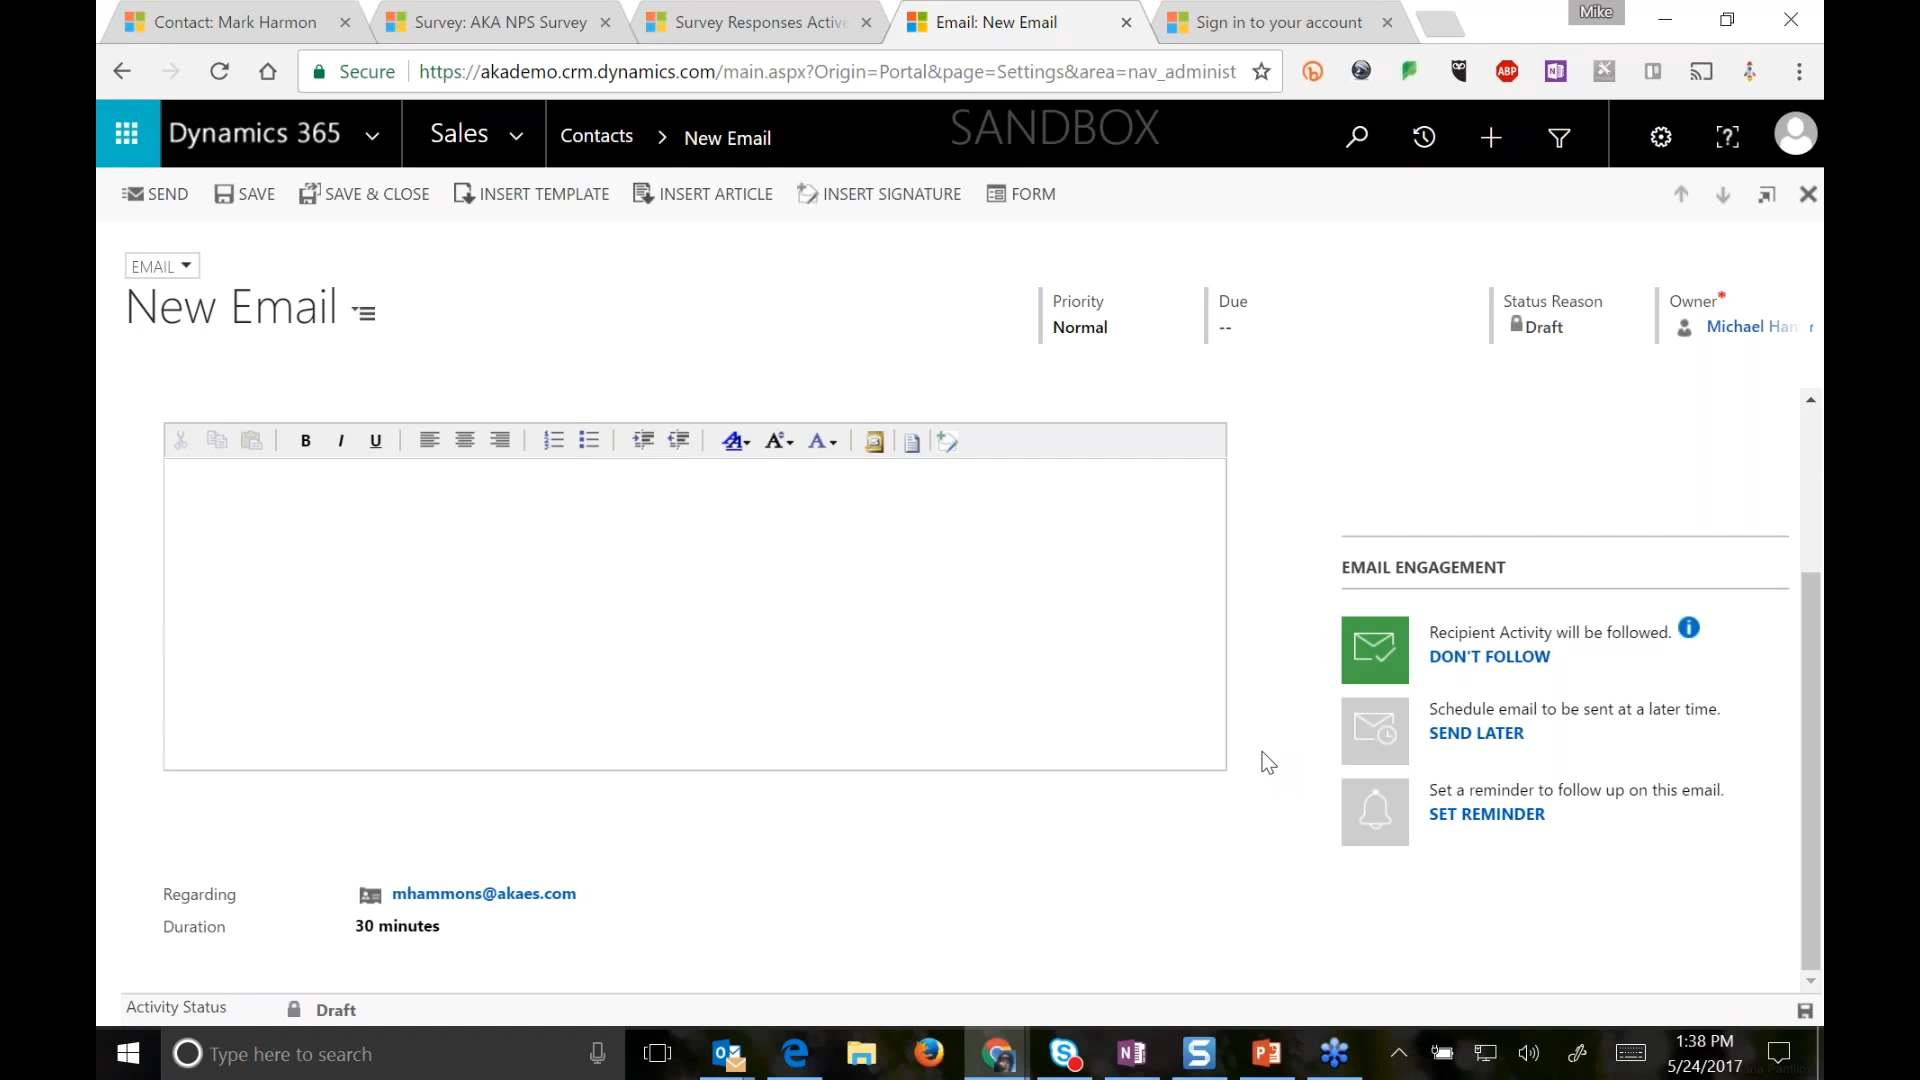 Contact: Mark Harmon
Survey: AKA NPS Survey
Survey Responses Active
Email: New Email
Sign in to your account
Mike
Secure https://akademo.crm.dynamics.com/main.aspx?Origin=Portal&page=Settings&area=nav_administ
ABP
Dynamics 365
Sales
Contacts > New Email
SANDBOX
SEND
SAVE
SAVE & CLOSE
INSERT TEMPLATE
INSERT ARTICLE
INSERT SIGNATURE
FORM
EMAIL
New Email
Priority
Normal
Due
--
Status Reason
Draft
Owner*
Michael
B I U
EMAIL ENGAGEMENT
Recipient Activity will be followed.
DON'T FOLLOW
Schedule email to be sent at a later time.
SEND LATER
Set a reminder to follow up on this email.
SET REMINDER
Regarding mhammons@akaes.com
Duration 30 minutes
Activity Status Draft
Type here to search
1:38 PM
5/24/2017